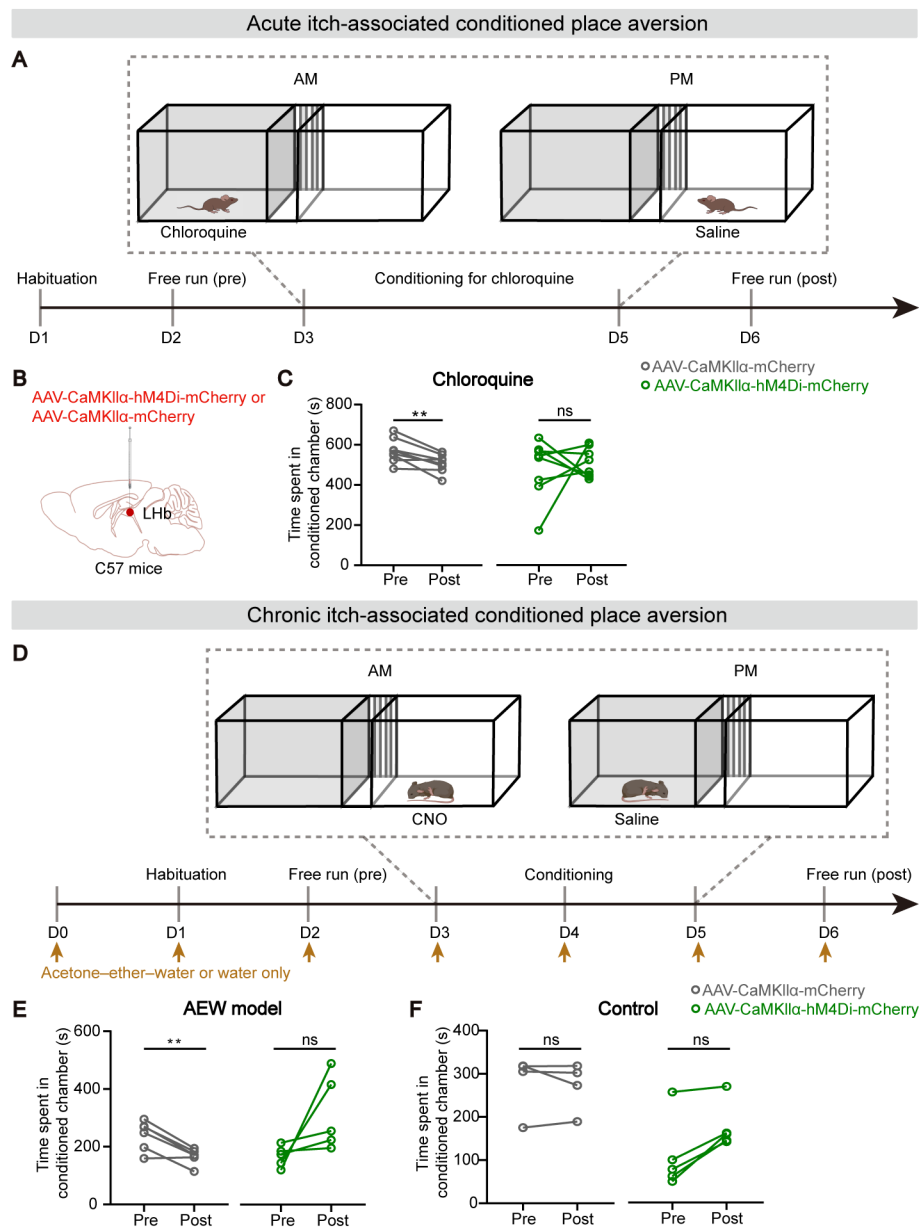 Acute itch-associated conditioned place aversion
A
AM
PM
Chloroquine
Saline
Habituation
Free run (pre)
Conditioning for chloroquine
Free run (post)
D1
D2
D3
D5
D6
B
AAV-CaMKIIα-hM4Di-mCherry or
AAV-CaMKIIα-mCherry
LHb
C57 mice
C
Chloroquine
AAV-CaMKIIα-mCherry
AAV-CaMKIIα-hM4Di-mCherry
Time spent in
conditioned chamber (s)
800
600
400
200
0
**
ns
Pre
Post
Pre
Post
Chronic itch-associated conditioned place aversion
D
AM
PM
CNO
Saline
Habituation
Free run (pre)
Conditioning
Free run (post)
D0
D1
D2
D3
D4
D5
D6
Acetone–ether–water or water only
AAV-CaMKIIα-mCherry
AAV-CaMKIIα-hM4Di-mCherry
E
AEW model
Time spent in
conditioned chamber (s)
600
400
200
0
**
ns
Pre
Post
Pre
Post
F
Control
Time spent in
conditioned chamber (s)
400
300
200
100
0
ns
ns
Pre
Post
Pre
Post